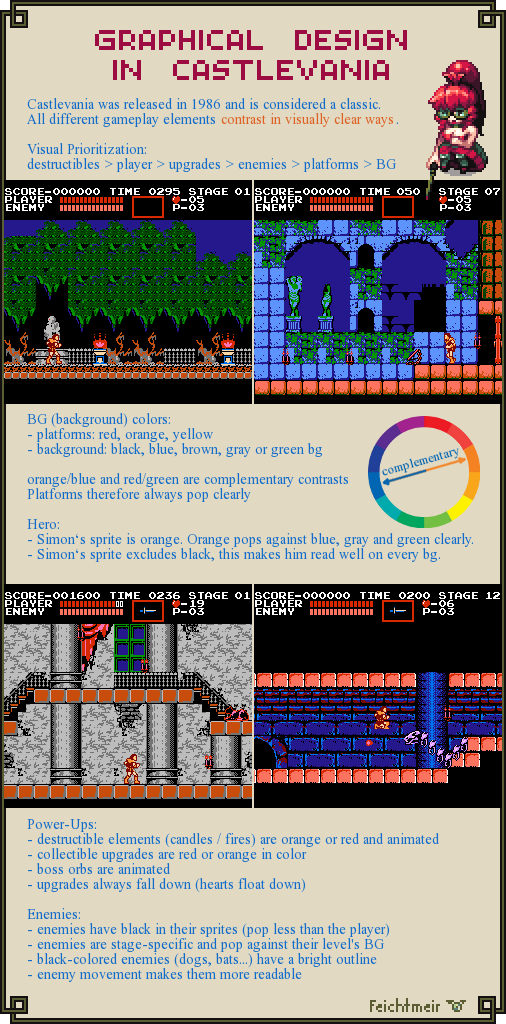 GRAPHICAL DESIGN
IN CASTLEVANIA
Castlevania was released in 1986 and is considered a classic.
All different gameplay elements contrast in visually clear ways.
Visual Prioritization:
destructibles > player > upgrades > enemies > platforms > BG
SCORE-000000 TIME 0295 STAGE 01
PLAYER -05
ENEMY P-03
SCORE-000000 TIME 050 STAGE 07
PLAYER -05
ENEMY P-03
BG (background) colors:
- platforms: red, orange, yellow
- background: black, blue, brown, gray or green bg
orange/blue and red/green are complementary contrasts
Platforms therefore always pop clearly
complementary
Hero:
- Simon's sprite is orange. Orange pops against blue, gray and green clearly.
- Simon's sprite excludes black, this makes him read well on every bg.
SCORE-001600 TIME 0236 STAGE 01
PLAYER -19
ENEMY P-03
SCORE-000000 TIME 0200 STAGE 12
PLAYER -06
ENEMY P-03
Power-Ups:
- destructible elements (candles / fires) are orange or red and animated
- collectible upgrades are red or orange in color
- boss orbs are animated
- upgrades always fall down (hearts float down)
Enemies:
- enemies have black in their sprites (pop less than the player)
- enemies are stage-specific and pop against their level's BG
- black-colored enemies (dogs, bats...) have a bright outline
- enemy movement makes them more readable
Feichtmeir